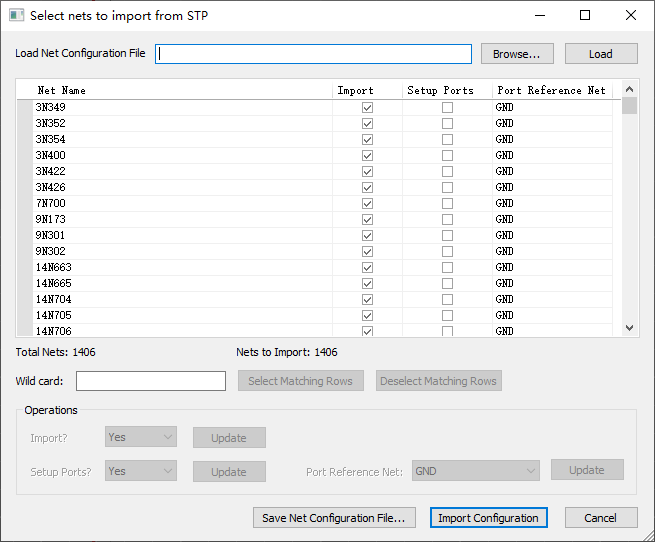 Select nets to import from STP
Load Net Configuration File Browse... Load
Net Name Import Setup Ports Port Reference Net
3N349 GND
3N352 GND
3N354 GND
3N400 GND
3N422 GND
3N426 GND
7N700 GND
9N173 GND
9N301 GND
9N302 GND
14N663 GND
14N665 GND
14N704 GND
14N705 GND
14N706 GND
Total Nets: 1406 Nets to Import: 1406
Wild card: Select Matching Rows Deselect Matching Rows
Operations
Import? Yes Update
Setup Ports? Yes Update Port Reference Net: GND Update
Save Net Configuration File... Import Configuration Cancel